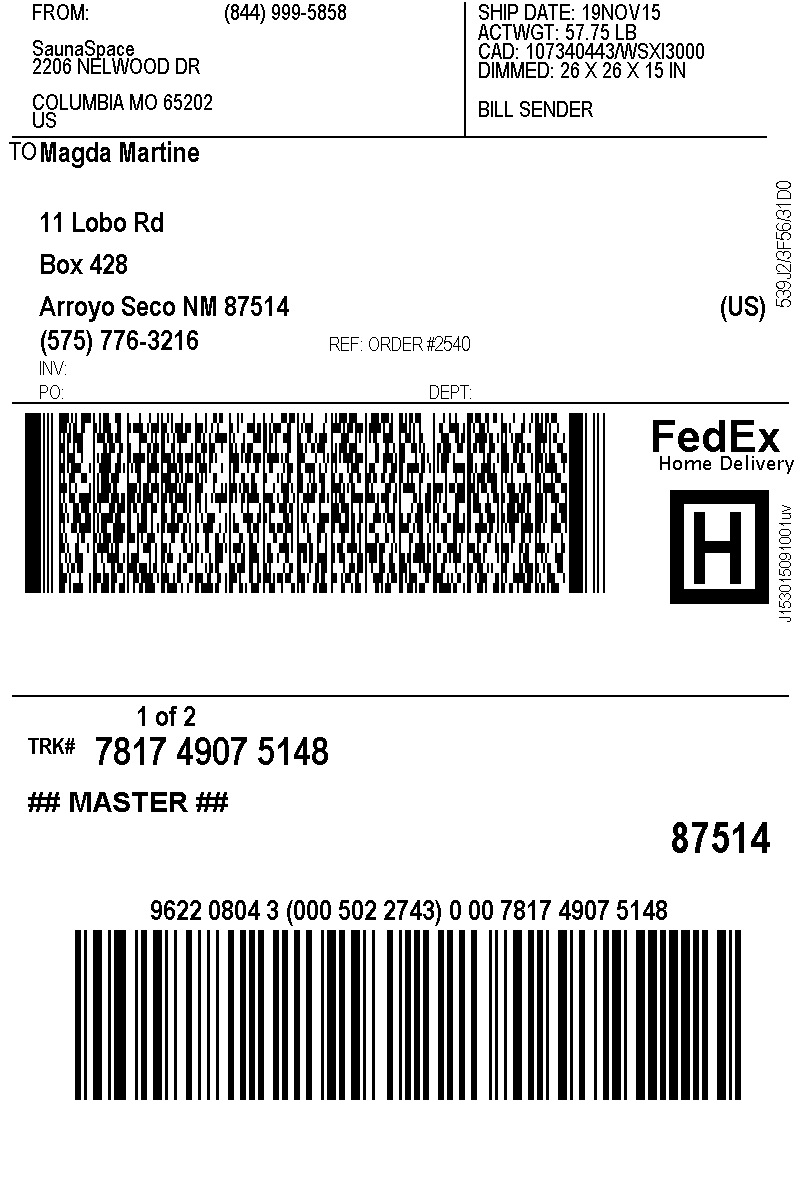 FROM: (844) 999-5858
SaunaSpace
2206 NELWOOD DR
COLUMBIA MO 65202
US
SHIP DATE: 19NOV15
ACTWGT: 57.75 LB
CAD: 107340443/WSXI3000
DIMMED: 26 X 26 X 15 IN
BILL SENDER
TO Magda Martine
11 Lobo Rd
Box 428
Arroyo Seco NM 87514 (US)
(575) 776-3216 REF: ORDER #2540
INV:
PO: DEPT:
539J2/3F56/31D0
FedEx
Home Delivery
H
J153015091001uv
1 of 2
TRK# 7817 4907 5148
## MASTER ##
87514
9622 0804 3 (000 502 2743) 0 00 7817 4907 5148